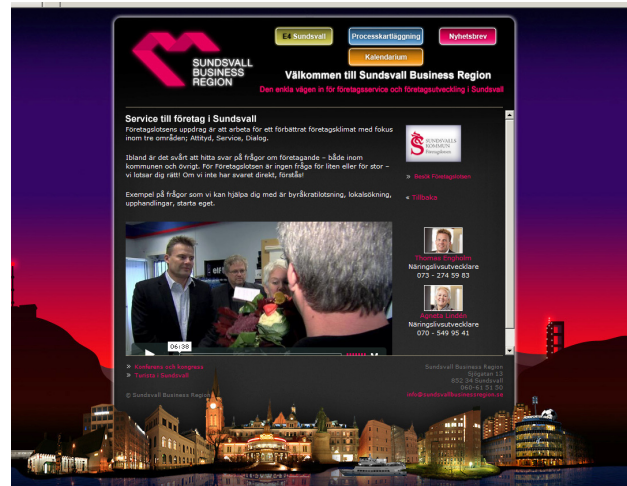 SUNDSVALL
BUSINESS
REGION
E4 Sundsvall
Processkartläggning
Nyhetsbrev
Kalendarium
Välkommen till Sundsvall Business Region
Den enkla vägen in för företagsservice och företagsutveckling i Sundsvall
Service till företag i Sundsvall
Företagslotsens uppdrag är att arbeta för ett förbättrat företagsklimat med fokus
inom tre områden; Attityd, Service, Dialog.
Ibland är det svårt att hitta svar på frågor om företagande – både inom
kommunen och övrigt. För Företagslotsen är ingen fråga för liten eller för stor –
vi lotsar dig rätt! Om vi inte har svaret direkt, förstås!
Exempel på frågor som vi kan hjälpa dig med är byråkratilotsning, lokalsökning,
upphandlingar, starta eget.
SUNDSVALLS
KOMMUN
Företagslotsen
» Besök Företagslotsen
« Tillbaka
elf
06:38
Thomas Engholm
Näringslivsutvecklare
073 - 274 59 83
Agneta Lindén
Näringslivsutvecklare
070 - 549 95 41
» Konferens och kongress
» Turista i Sundsvall
© Sundsvall Business Region
Sundsvall Business Region
Sjögatan 15
852 34 Sundsvall
060-61 51 50
info@sundsvallbusinessregion.se